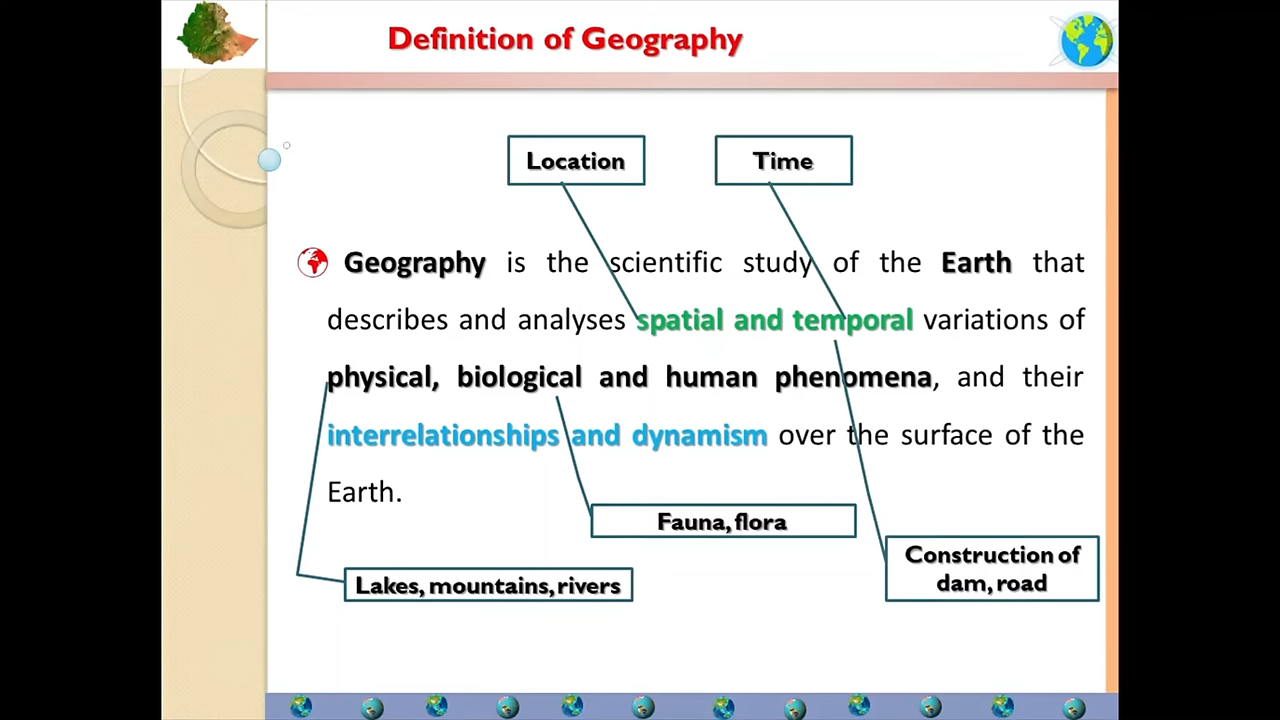 Definition of Geography
Location
Time
Geography is the scientific study of the Earth that
describes and analyses spatial and temporal variations of
physical, biological and human phenomena, and their
interrelationships and dynamism over the surface of the
Earth.
Fauna, flora
Construction of
dam, road
Lakes, mountains, rivers